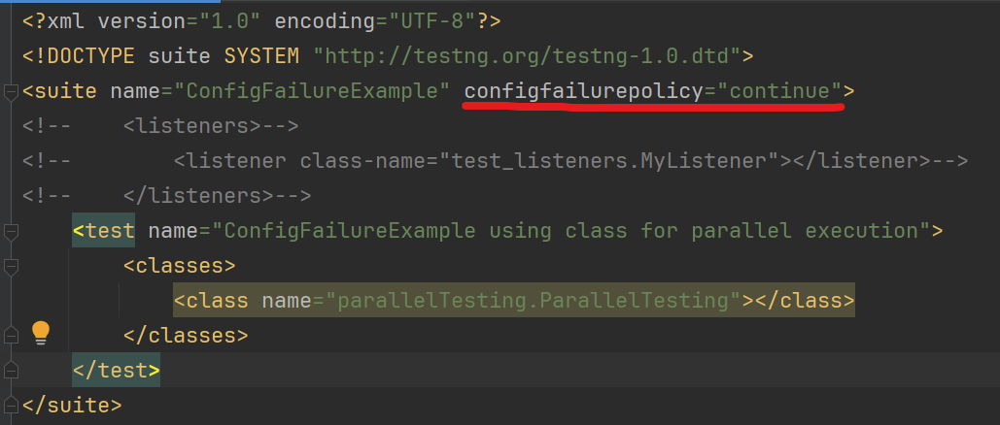 <?xml version="1.0" encoding="UTF-8"?>
<!DOCTYPE suite SYSTEM "http://testng.org/testng-1.0.dtd">
<suite name="ConfigFailureExample" configfailurepolicy="continue">
<!--    <listeners>-->
<!--        <listener class-name="test_listeners.MyListener"></listener>-->
<!--    </listeners>-->
    <test name="ConfigFailureExample using class for parallel execution">
        <classes>
            <class name="parallelTesting.ParallelTesting"></class>
        </classes>
    </test>
</suite>